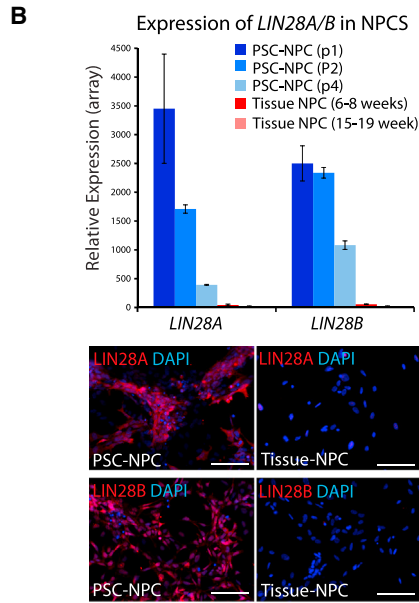 B
Expression of LIN28A/B in NPCS
Relative Expression (array)
4500
4000
3500
3000
2500
2000
1500
1000
500
0
PSC-NPC (p1)
PSC-NPC (P2)
PSC-NPC (p4)
Tissue NPC (6-8 weeks)
Tissue NPC (15-19 week)
LIN28A
LIN28B
LIN28A DAPI
PSC-NPC
LIN28A DAPI
Tissue-NPC
LIN28B DAPI
PSC-NPC
LIN28B DAPI
Tissue-NPC